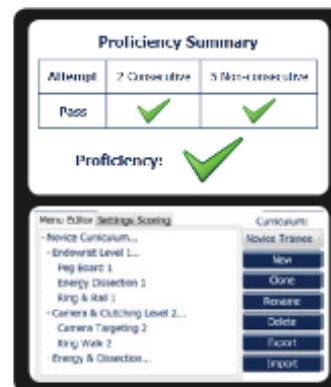 Proficiency Summary
Attempt 2 Consecutive 5 Non-consecutive
Pass
Proficiency:
Menu Editor Settings Scoring
Curriculum:
- Novice Curriculum...
Novice Trainee
- Endowrist Level 1...
New
Peg Board 1
Clone
Energy Dissection 1
Rename
Ring & Rail 1
Delete
- Camera & Clutching Level 2...
Export
Camera Targeting 2
Import
Ring Walk 2
- Energy & Dissection...